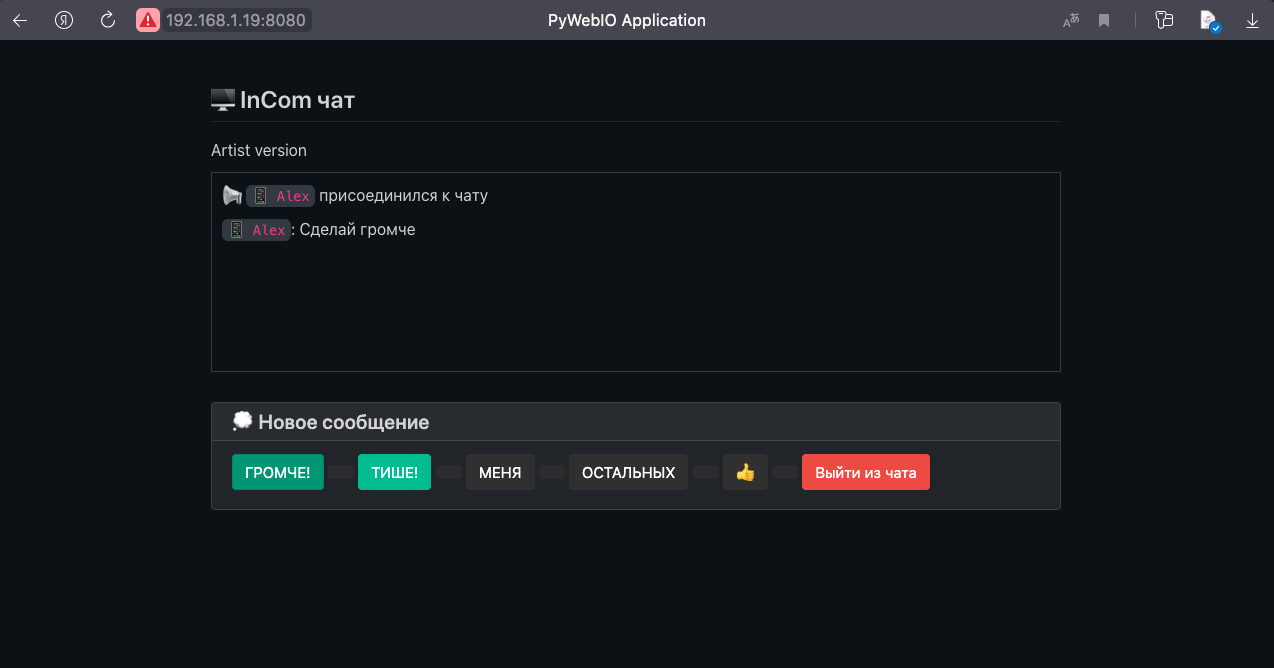 192.168.1.19:8080 PyWebIO Application
InCom чат
Artist version
Alex присоединился к чату
Alex: Сделай громче
Новое сообщение
ГРОМЧЕ! ТИШЕ! МЕНЯ ОСТАЛЬНЫХ Выйти из чата